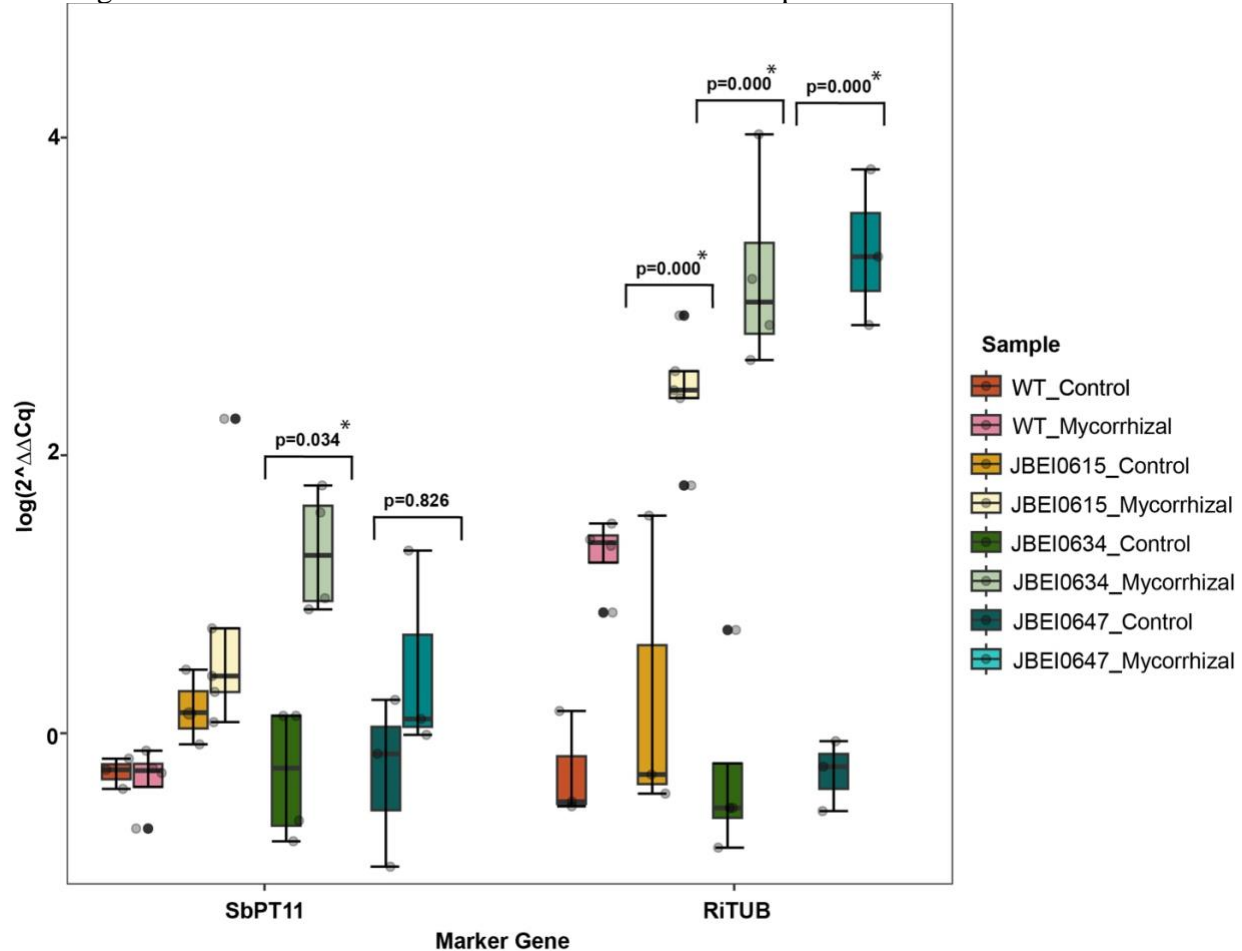 p=0.000*
p=0.000*
4
p=0.000*
2
p=0.034*
p=0.826
0
log(2^ΔΔCq)
SbPT11
RiTUB
Marker Gene
Sample
WT_Control
WT_Mycorrhizal
JBEI0615_Control
JBEI0615_Mycorrhizal
JBEI0634_Control
JBEI0634_Mycorrhizal
JBEI0647_Control
JBEI0647_Mycorrhizal